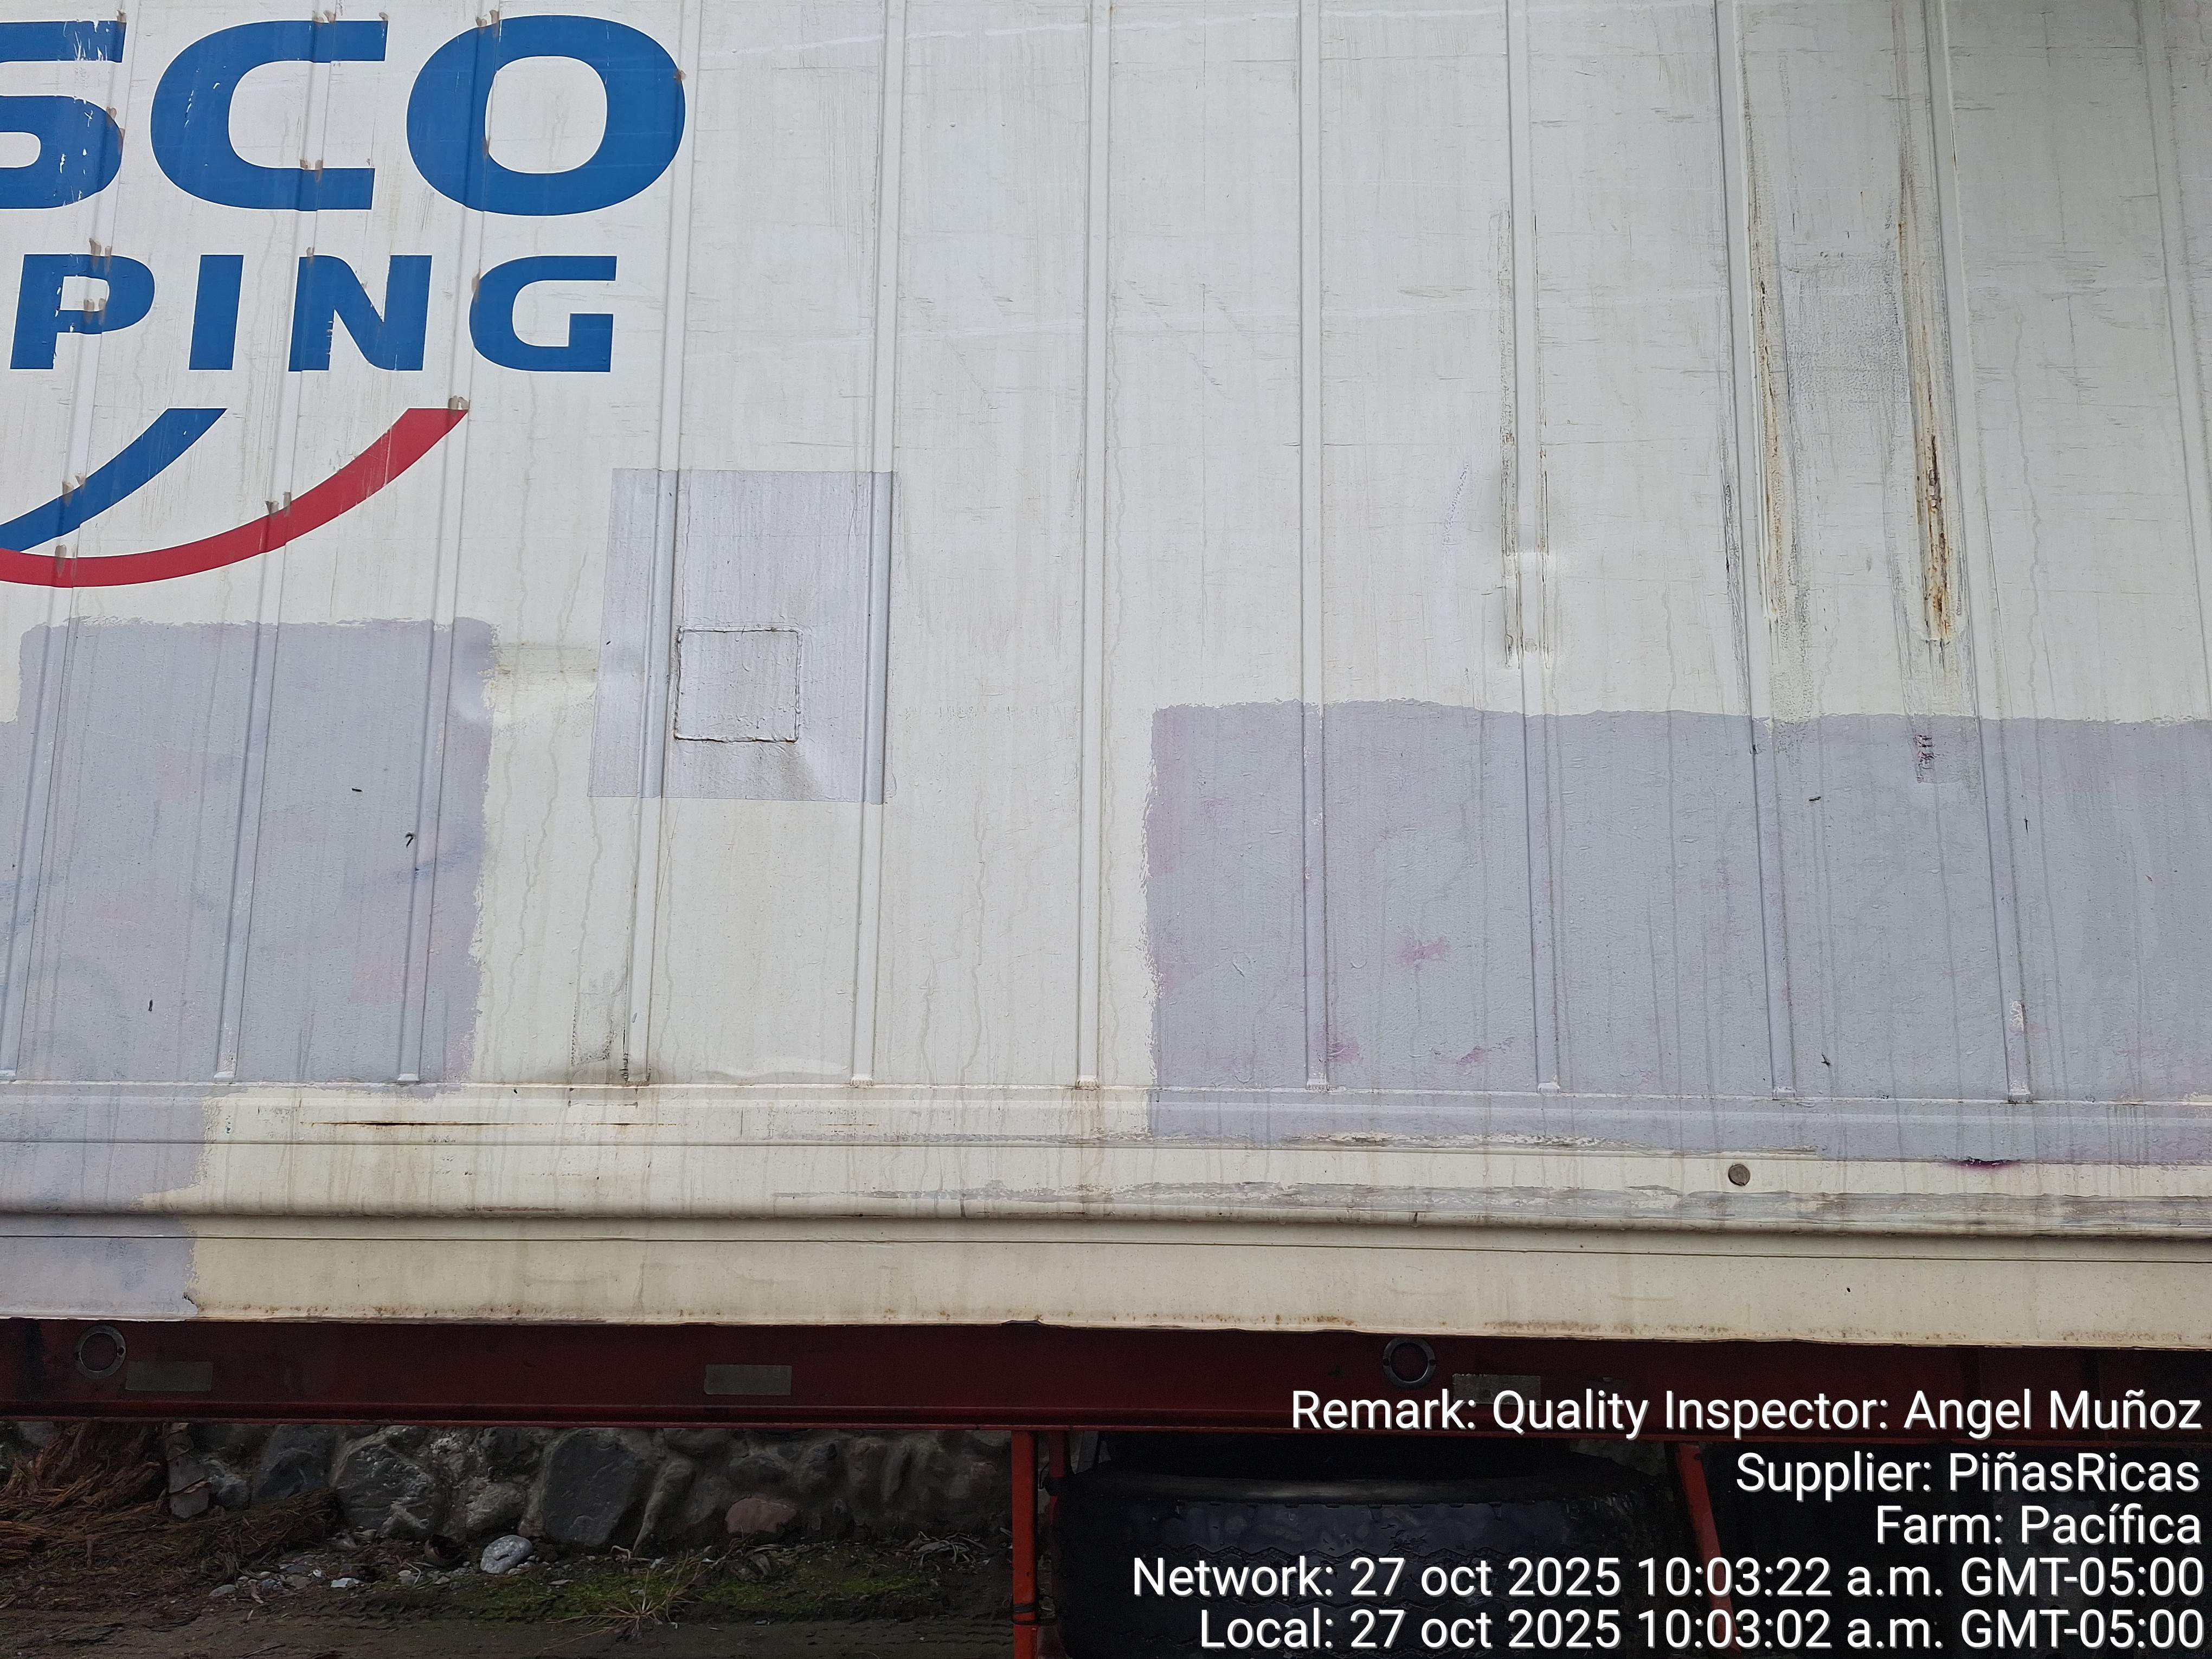 SCO
PPING
Remark: Quality Inspector: Angel Muñoz
Supplier: PiñasRicas
Farm: Pacífica
Network: 27 oct 2025 10:03:22 a.m. GMT-05:00
Local: 27 oct 2025 10:03:02 a.m. GMT-05:00